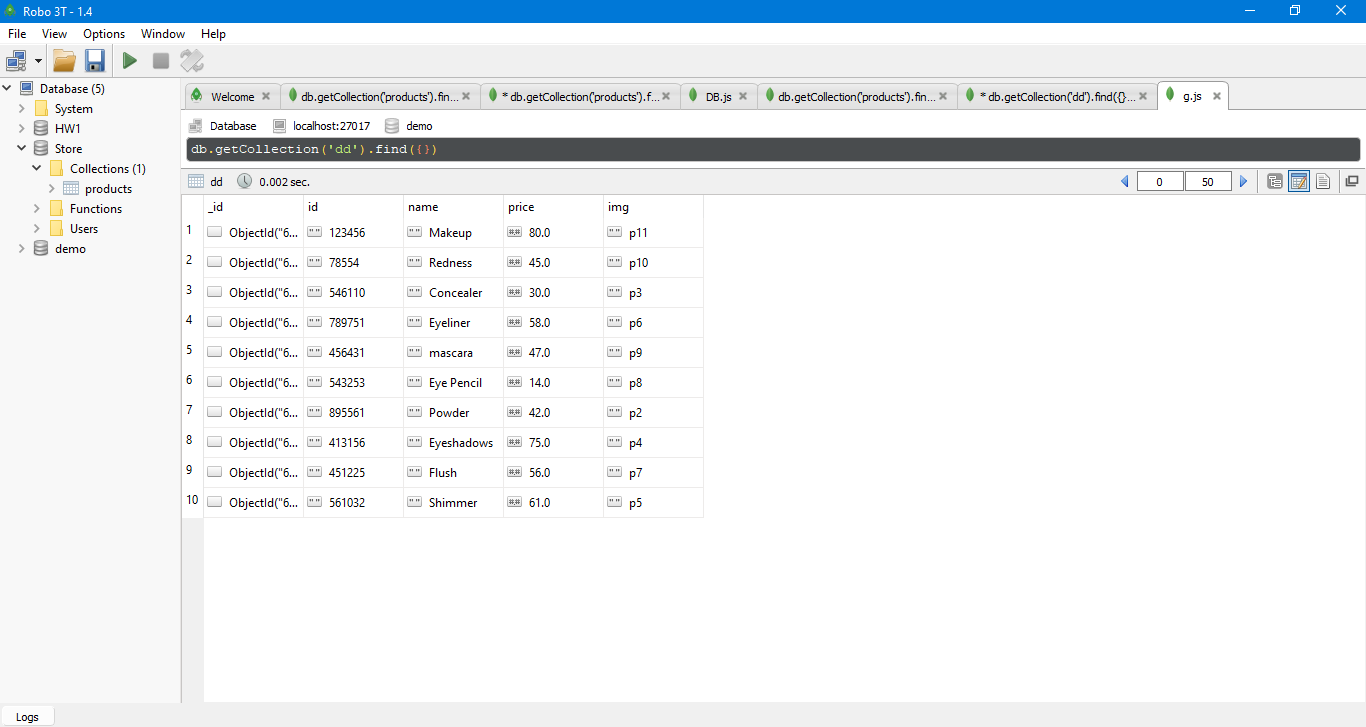 Robo 3T - 1.4
File View Options Window Help
Database (5)
System
HW1
Store
Collections (1)
products
Functions
Users
demo
Welcome db.getCollection('products').fin... * db.getCollection('products').f... DB.js db.getCollection('products').fin... * db.getCollection('dd').find({}... g.js
Database localhost:27017 demo
db.getCollection('dd').find({})
dd 0.002 sec. 0 50
_id id name price img
1 ObjectId("6... "" 123456 "" Makeup #.# 80.0 "" p11
2 ObjectId("6... "" 78554 "" Redness #.# 45.0 "" p10
3 ObjectId("6... "" 546110 "" Concealer #.# 30.0 "" p3
4 ObjectId("6... "" 789751 "" Eyeliner #.# 58.0 "" p6
5 ObjectId("6... "" 456431 "" mascara #.# 47.0 "" p9
6 ObjectId("6... "" 543253 "" Eye Pencil #.# 14.0 "" p8
7 ObjectId("6... "" 895561 "" Powder #.# 42.0 "" p2
8 ObjectId("6... "" 413156 "" Eyeshadows #.# 75.0 "" p4
9 ObjectId("6... "" 451225 "" Flush #.# 56.0 "" p7
10 ObjectId("6... "" 561032 "" Shimmer #.# 61.0 "" p5
Logs